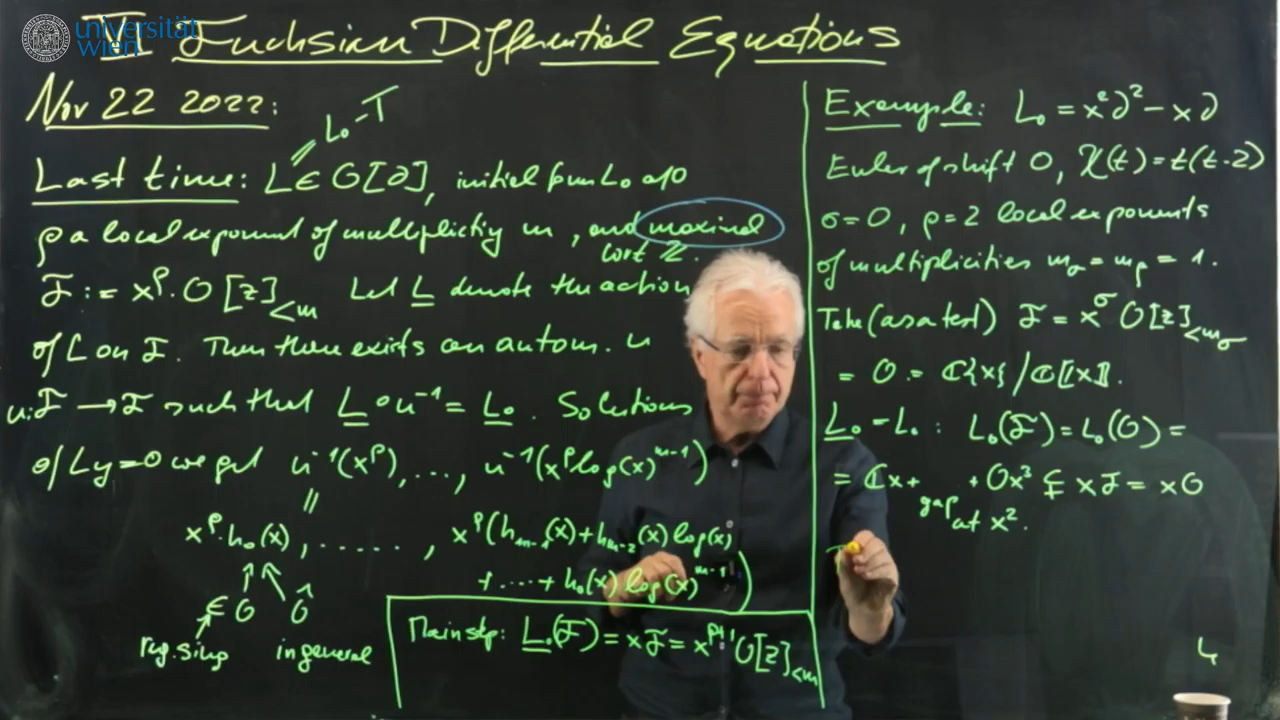 universität
wien
II Fuchsian Differential Equations
Nov 22 2022:
L₀-T
Last time: L ∈ O[∂], initial form L₀ at 0
ρ a local exponent of multiplicity m, and maximal
wrt ℤ.
F := x^ρ · O[z]_{<m} Let L denote the action
of L on F. Then there exists an autom. u
u: F → F such that L ∘ u⁻¹ = L₀. Solutions
of Ly=0 we get u⁻¹(x^ρ), ..., u⁻¹(x^ρ log(x)^{m-1})
x^ρ · h₀(x), ......, x^ρ(h_{m-1}(x) + h_{m-2}(x) log(x)
+ .... + h₀(x) log(x)^{m-1})
∈ O Ô
reg. sing in general
Main step: L₀(F) = xF = x^{ρ+1} O[z]_{<m}
Example: L₀ = x²∂² - x∂
Euler of shift 0, χ(t) = t(t-2)
σ=0, ρ=2 local exponents
of multiplicities m_σ = m_ρ = 1.
Take (as a test) F = x^σ O[z]_{<m_σ}
= O = ℂ{x} / ℂ[[x]].
L₀ = L₀ : L₀(F) = L₀(O) =
= ℂx + + Ox³ ⊊ xF = xO
gap
at x².
4